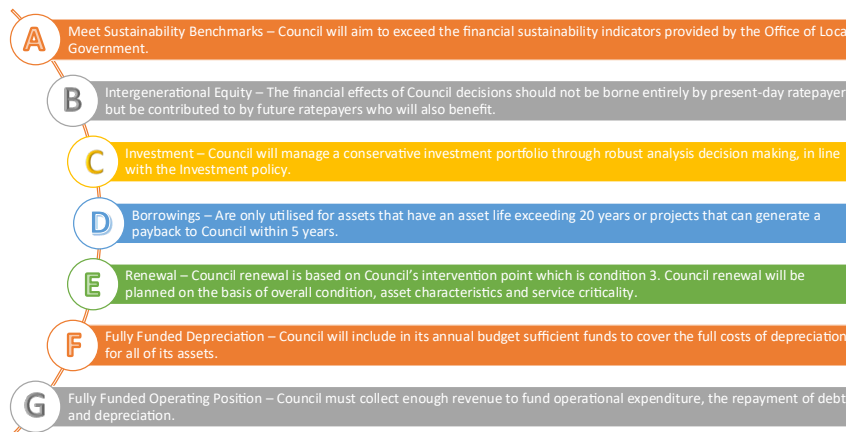 A
Meet Sustainability Benchmarks – Council will aim to exceed the financial sustainability indicators provided by the Office of Loca
Government.
B
Intergenerational Equity – The financial effects of Council decisions should not be borne entirely by present-day ratepayer
but be contributed to by future ratepayers who will also benefit.
C
Investment – Council will manage a conservative investment portfolio through robust analysis decision making, in line
with the Investment policy.
D
Borrowings – Are only utilised for assets that have an asset life exceeding 20 years or projects that can generate a
payback to Council within 5 years.
E
Renewal – Council renewal is based on Council's intervention point which is condition 3. Council renewal will be
planned on the basis of overall condition, asset characteristics and service criticality.
F
Fully Funded Depreciation – Council will include in its annual budget sufficient funds to cover the full costs of depreciation
for all of its assets.
G
Fully Funded Operating Position – Council must collect enough revenue to fund operational expenditure, the repayment of debt
and depreciation.